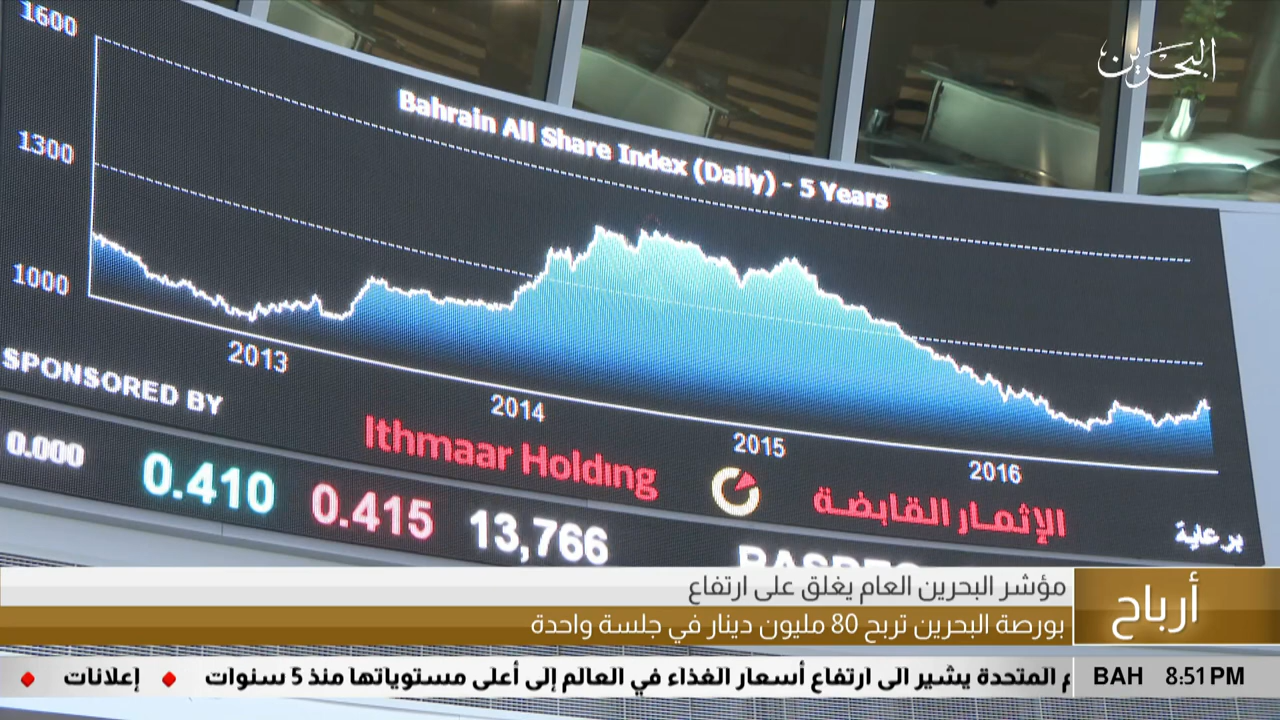 البحرين
1600
Bahrain All Share Index (Daily) - 5 Years
1300
1000
2013
2014
2015
2016
SPONSORED BY
Ithmaar Holding
الإثمار القابضة
برعاية
0.000 0.410 0.415 13,766
أرباح
مؤشر البحرين العام يغلق على ارتفاع
بورصة البحرين تربح 80 مليون دينار في جلسة واحدة
المتحدة يشير الى ارتفاع أسعار الغذاء في العالم إلى أعلى مستوياتها منذ 5 سنوات ♦ إعلانات ♦
BAH 8:51PM